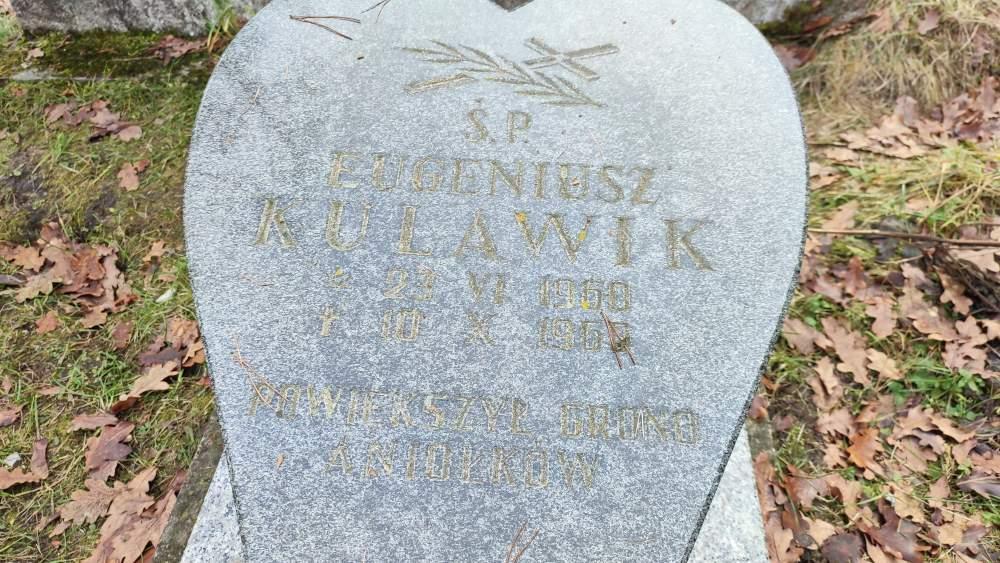 Ś.P.
EUGENIUSZ
KULAWIK
* 23 VI 1960
† 10 X 1960
POWIĘKSZYŁ GRONO
ANIOŁKÓW